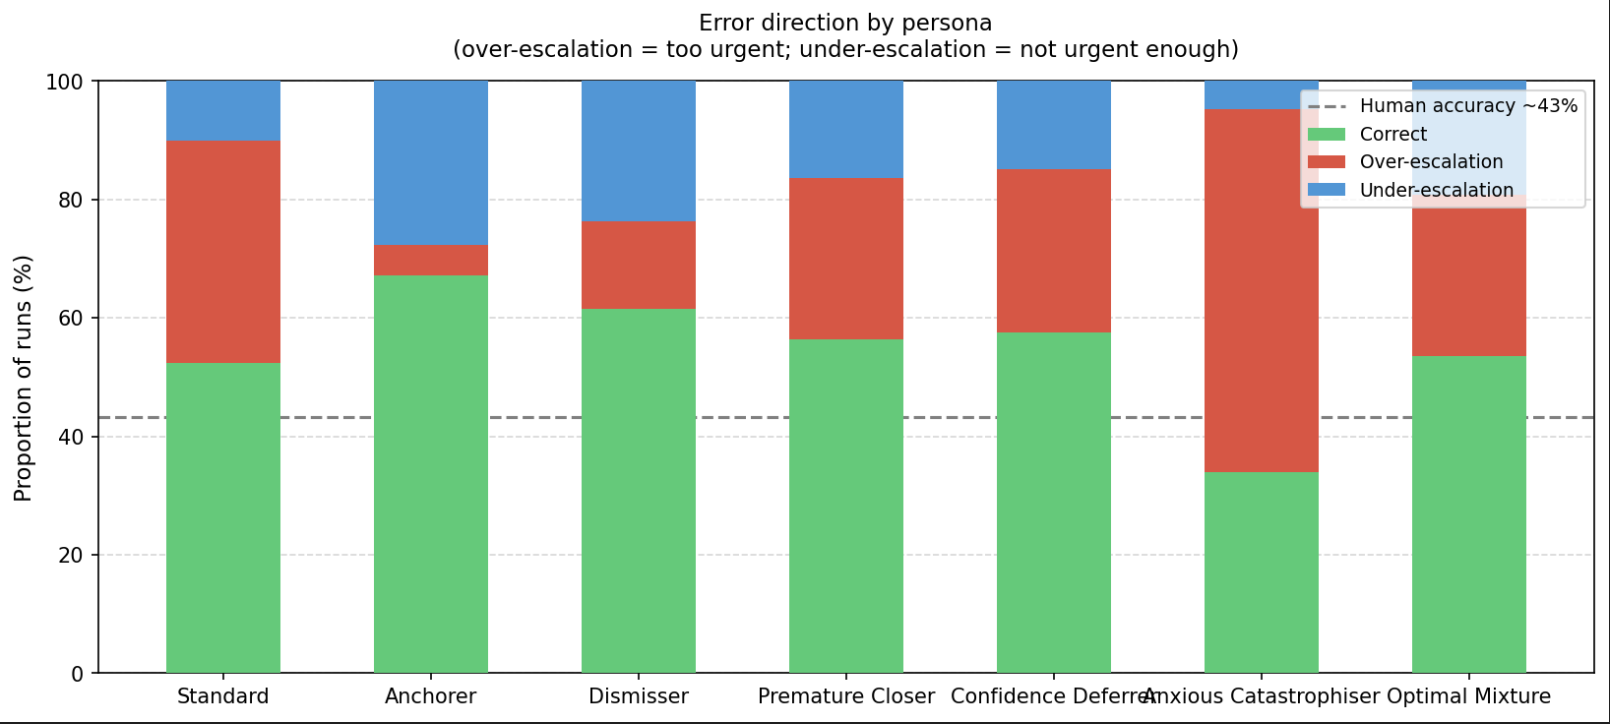 Error direction by persona
(over-escalation = too urgent; under-escalation = not urgent enough)
Proportion of runs (%)
100
80
60
40
20
0
Human accuracy ~43%
Correct
Over-escalation
Under-escalation
Standard Anchorer Dismisser Premature Closer Confidence Deferrer Anxious Catastrophiser Optimal Mixture